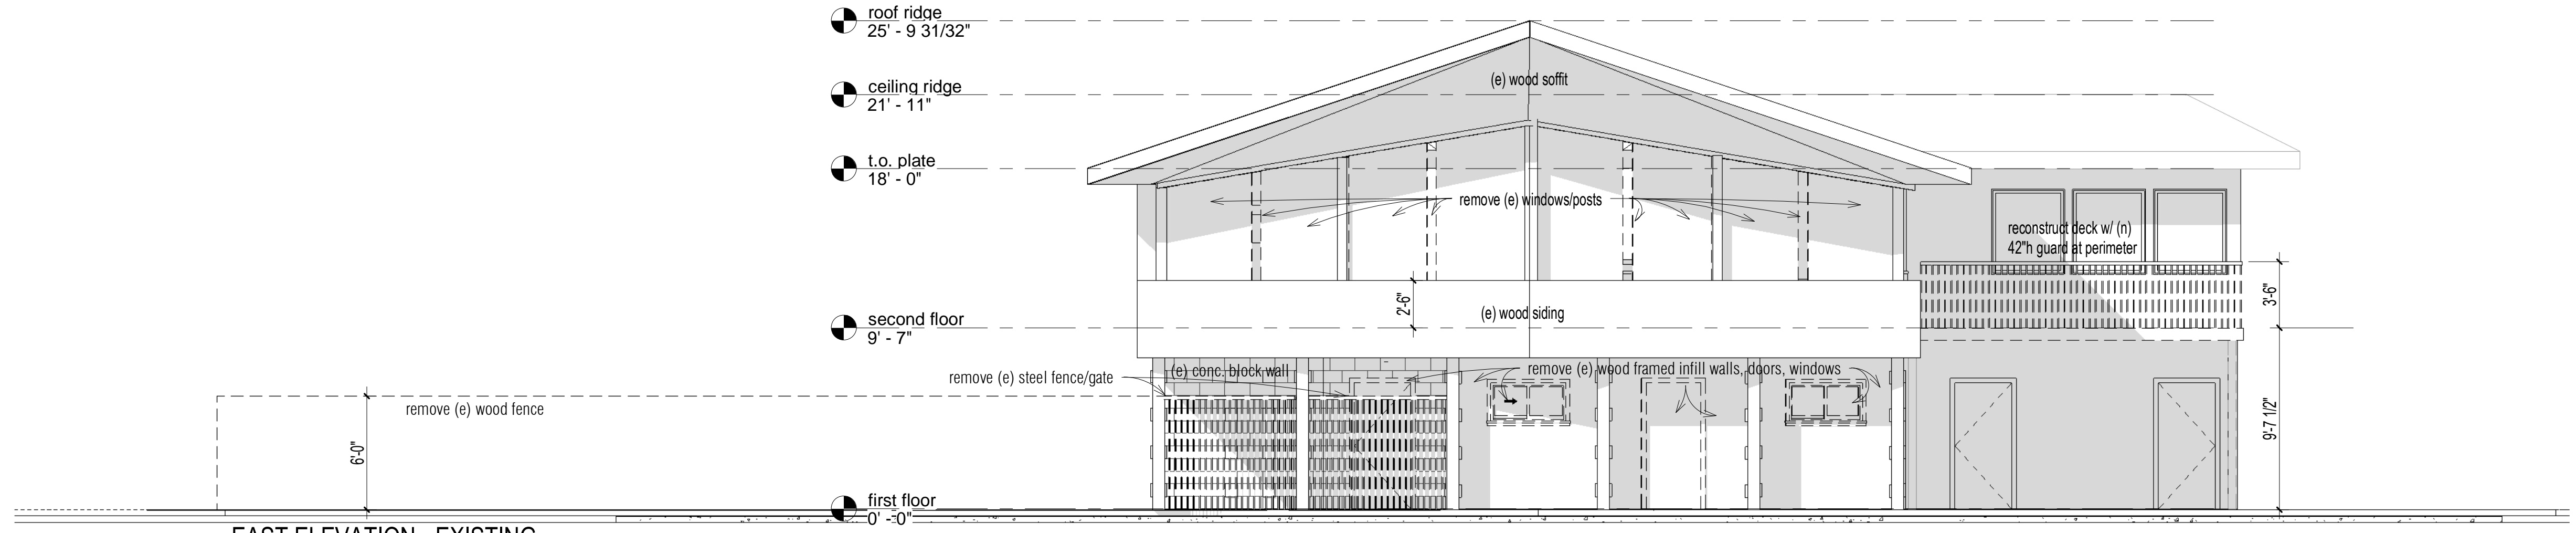 roof ridge
25' - 9 31/32"
ceiling ridge
21' - 11"
t.o. plate
18' - 0"
second floor
9' - 7"
first floor
0' - 0"
(e) wood soffit
remove (e) windows/posts
reconstruct deck w/ (n)
42"h guard at perimeter
2'-6"
(e) wood siding
3'-6"
remove (e) steel fence/gate
(e) conc. block wall
remove (e) wood framed infill walls, doors, windows
9'-7 1/2"
remove (e) wood fence
6'-0"
EAST ELEVATION - EXISTING